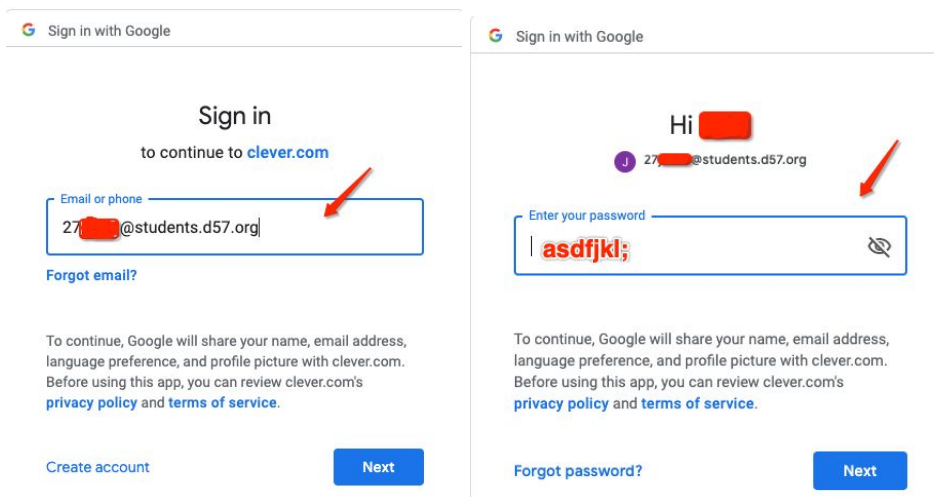 Sign in with Google
Sign in
to continue to clever.com
Email or phone
27@students.d57.org
Forgot email?
To continue, Google will share your name, email address,
language preference, and profile picture with clever.com.
Before using this app, you can review clever.com's
privacy policy and terms of service.
Create account
Next
Sign in with Google
Hi
J
27@students.d57.org
Enter your password
asdfjkl;
To continue, Google will share your name, email address,
language preference, and profile picture with clever.com.
Before using this app, you can review clever.com's
privacy policy and terms of service.
Forgot password?
Next